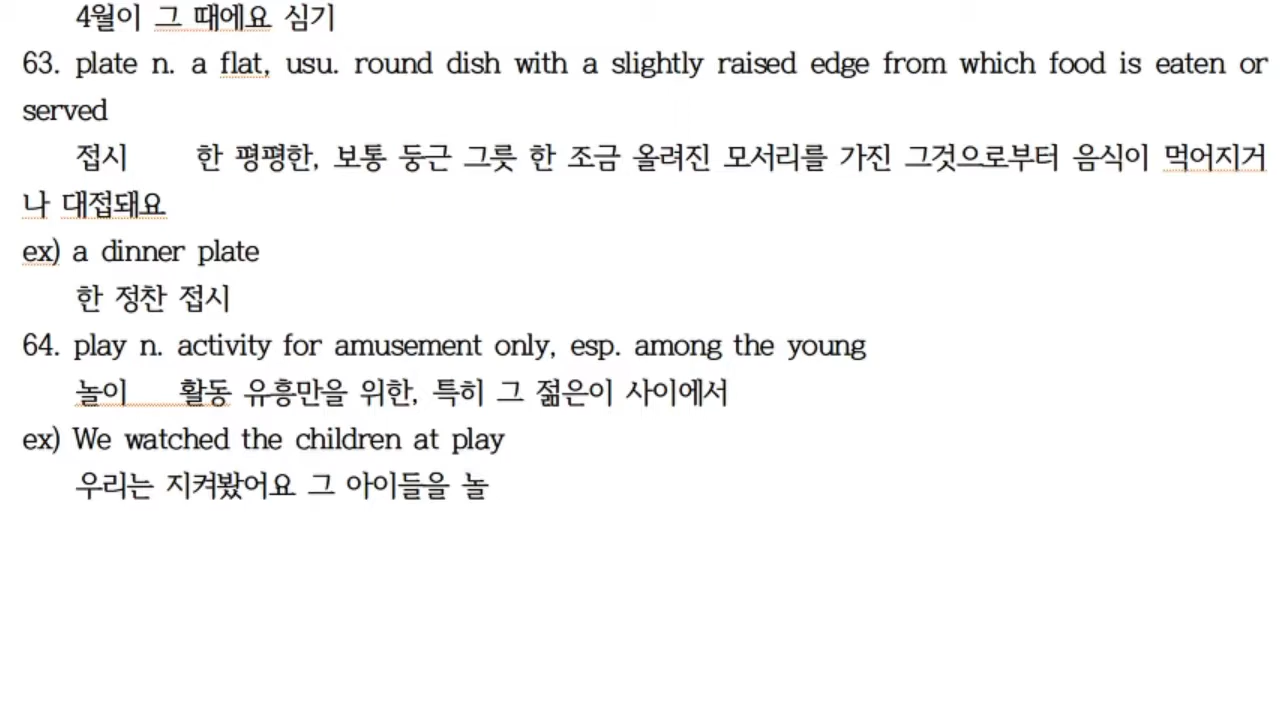 4월이 그 때에요 심기
63. plate n. a flat, usu. round dish with a slightly raised edge from which food is eaten or
served
접시 한 평평한, 보통 둥근 그릇 한 조금 올려진 모서리를 가진 그것으로부터 음식이 먹어지거
나 대접돼요
ex) a dinner plate
한 정찬 접시
64. play n. activity for amusement only, esp. among the young
놀이 활동 유흥만을 위한, 특히 그 젊은이 사이에서
ex) We watched the children at play
우리는 지켜봤어요 그 아이들을 놀